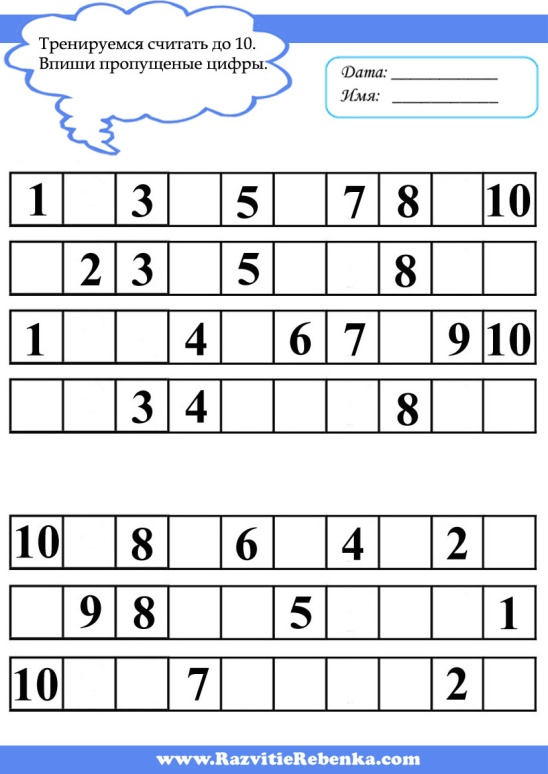 Тренируемся считать до 10.
Впиши пропущеные цифры.
Дата: ____________
Имя: ____________
1 3 5 7 8 10
2 3 5 8
1 4 6 7 9 10
3 4 8
10 8 6 4 2
9 8 5 1
10 7 2
www.RazvitieRebenka.com